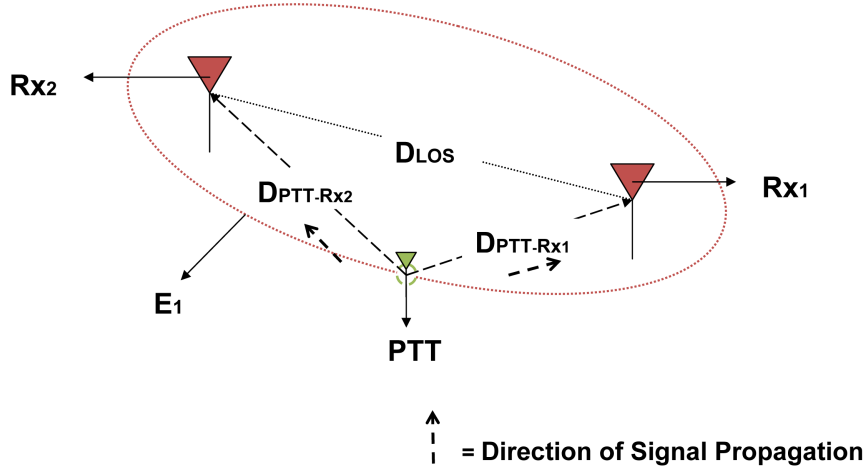 Rx2
DLOS
Rx1
DPTT-Rx2
DPTT-Rx1
E1
PTT
= Direction of Signal Propagation